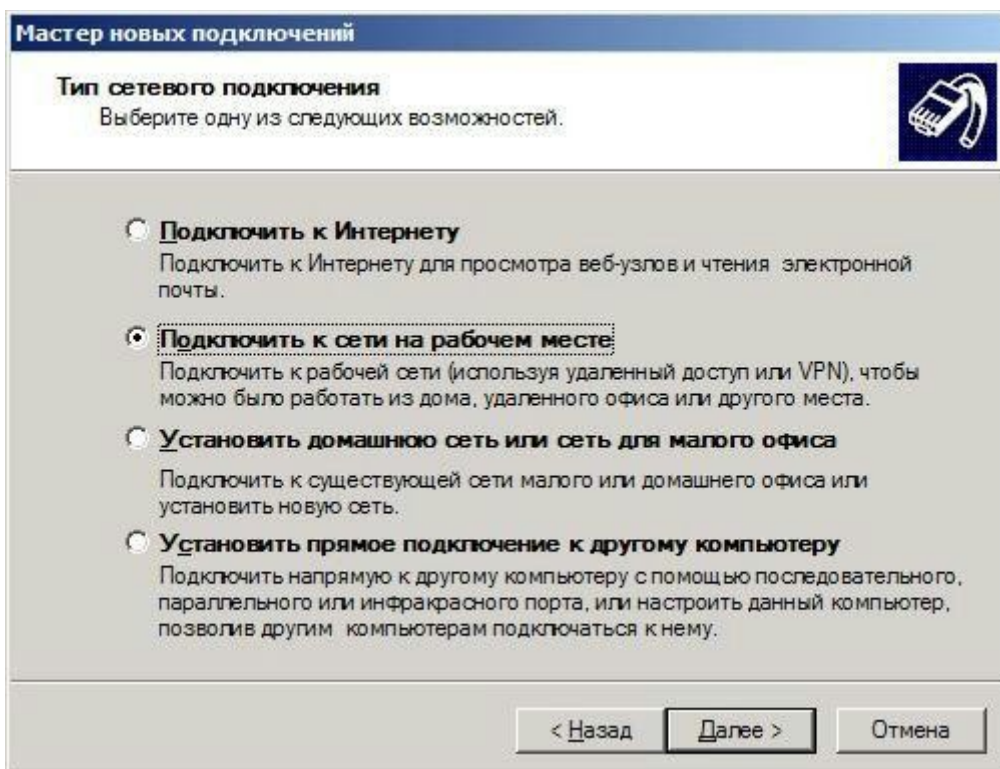 Мастер новых подключений
Тип сетевого подключения
Выберите одну из следующих возможностей.
Подключить к Интернету
Подключить к Интернету для просмотра веб-узлов и чтения электронной
почты.
Подключить к сети на рабочем месте
Подключить к рабочей сети (используя удаленный доступ или VPN), чтобы
можно было работать из дома, удаленного офиса или другого места.
Установить домашнюю сеть или сеть для малого офиса
Подключить к существующей сети малого или домашнего офиса или
установить новую сеть.
Установить прямое подключение к другому компьютеру
Подключить напрямую к другому компьютеру с помощью последовательного,
параллельного или инфракрасного порта, или настроить данный компьютер,
позволив другим компьютерам подключаться к нему.
< Назад Далее > Отмена